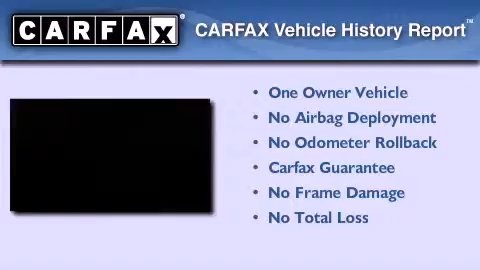 CARFAX® CARFAX Vehicle History Report™
• One Owner Vehicle
• No Airbag Deployment
• No Odometer Rollback
• Carfax Guarantee
• No Frame Damage
• No Total Loss